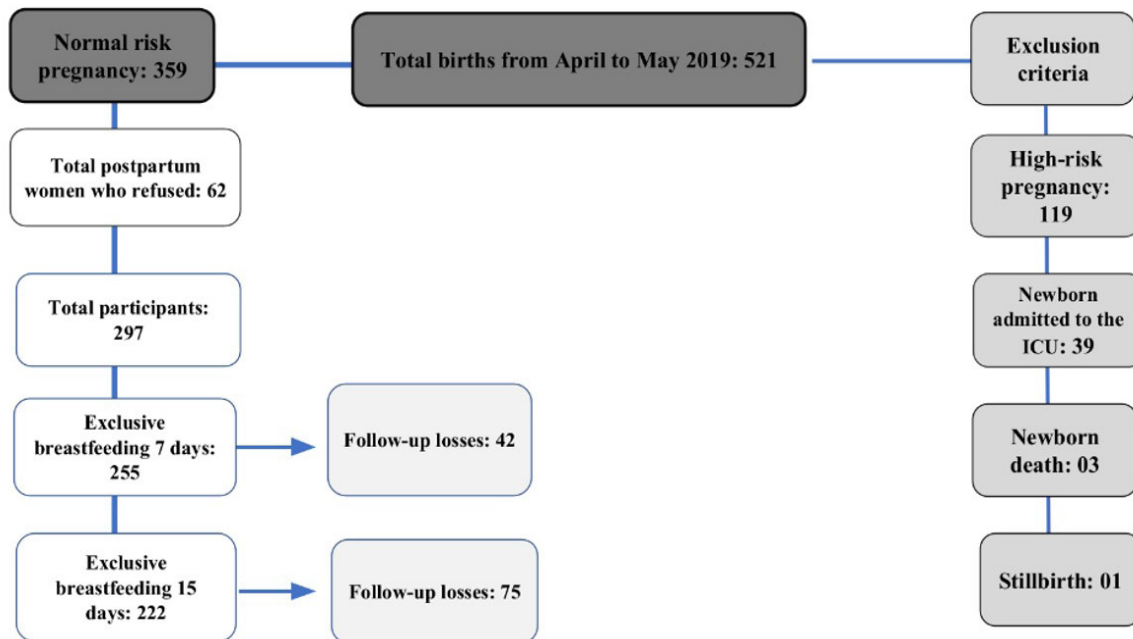 Normal risk
pregnancy: 359
Total births from April to May 2019: 521
Exclusion
criteria
Total postpartum
women who refused: 62
High-risk
pregnancy:
119
Total participants:
297
Newborn
admitted to the
ICU: 39
Exclusive
breastfeeding 7 days:
255
Follow-up losses: 42
Newborn
death: 03
Exclusive
breastfeeding 15
days: 222
Follow-up losses: 75
Stillbirth: 01